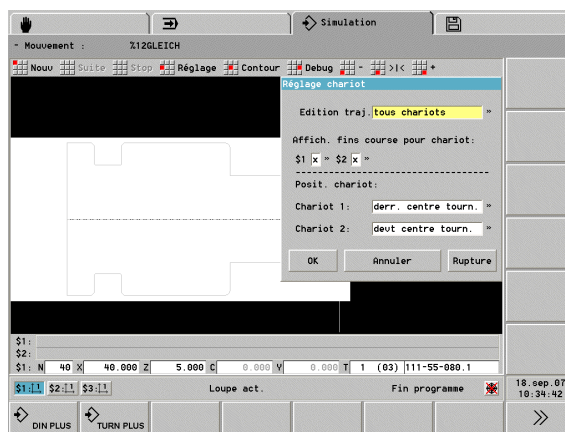 Simulation
- Mouvement : %12GLEICH
Nouv Suite Stop Réglage Contour Debug - >|< +
Réglage chariot
Edition traj. tous chariots »
Affich. fins course pour chariot:
$1 x » $2 x »
Posit. chariot:
Chariot 1: derr. centre tourn. »
Chariot 2: devt centre tourn. »
OK Annuler Rupture
$1:
$2:
$1: N 40 X 40.000 Z 5.000 C 0.000 Y 0.000 T 1 (03) 111-55-080.1
$1: $2: $3: Loupe act. Fin programme
18.sep.07
10:34:42
DIN PLUS TURN PLUS